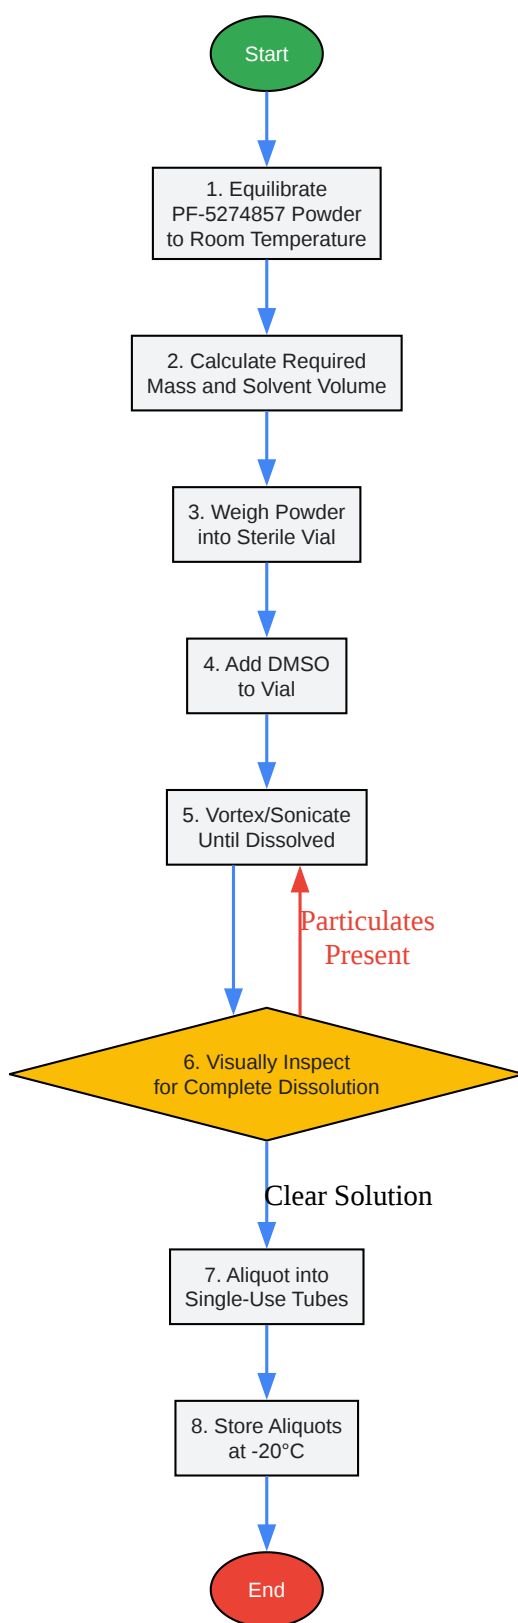 Start
1. Equilibrate
PF-5274857 Powder
to Room Temperature
2. Calculate Required
Mass and Solvent Volume
3. Weigh Powder
into Sterile Vial
4. Add DMSO
to Vial
5. Vortex/Sonicate
Until Dissolved
Particulates
Present
6. Visually Inspect
for Complete Dissolution
Clear Solution
7. Aliquot into
Single-Use Tubes
8. Store Aliquots
at -20°C
End